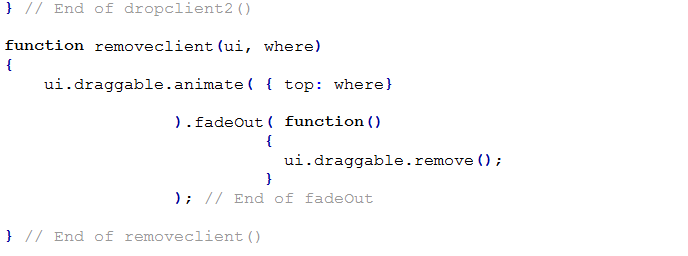 } // End of dropclient2()
function removeclient(ui, where)
{
ui.draggable.animate( { top: where}
).fadeOut( function()
{
ui.draggable.remove();
}
); // End of fadeOut
} // End of removeclient()